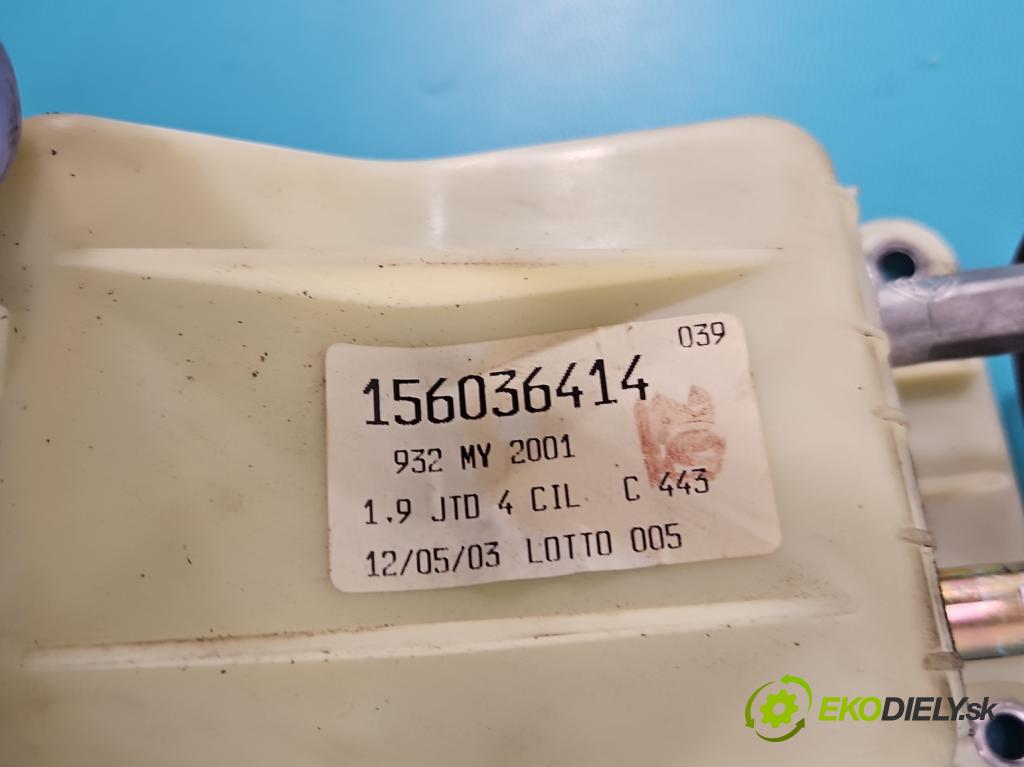 039
156036414
932 MY 2001
1.9 JTD 4 CIL C 443
12/05/03 LOTTO 005
EKODIELY.sk